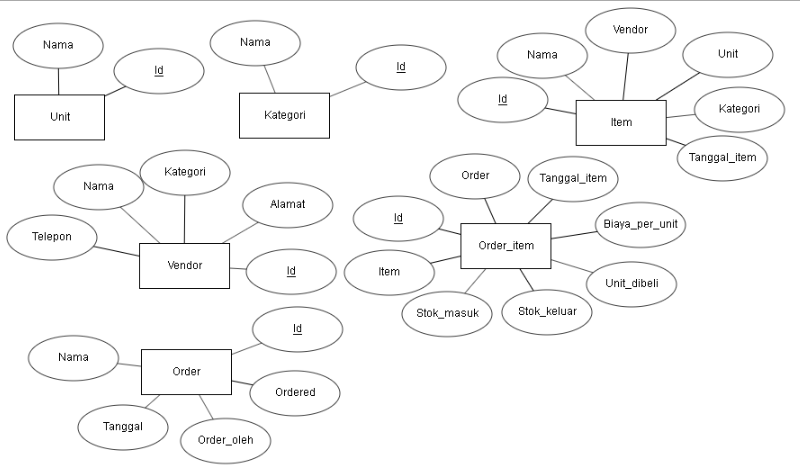 Nama
Id
Unit
Nama
Id
Kategori
Vendor
Nama
Unit
Id
Kategori
Item
Tanggal_item
Nama
Kategori
Alamat
Telepon
Vendor
Id
Order
Tanggal_item
Id
Biaya_per_unit
Order_item
Item
Unit_dibeli
Stok_masuk
Stok_keluar
Id
Nama
Order
Ordered
Tanggal
Order_oleh